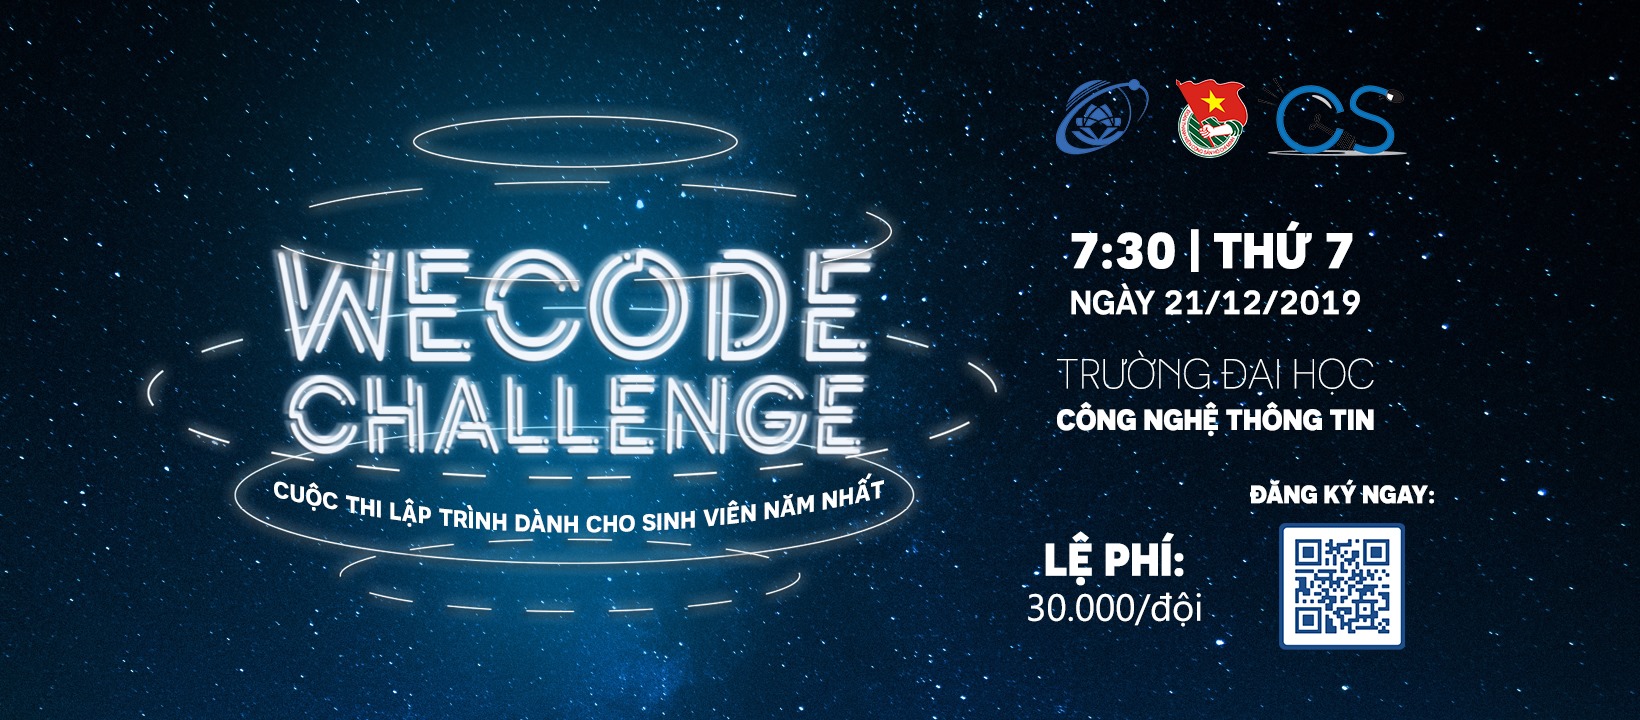 WECODE
CHALLENGE
CUỘC THI LẬP TRÌNH DÀNH CHO SINH VIÊN NĂM NHẤT
CS
7:30 | THỨ 7
NGÀY 21/12/2019
TRƯỜNG ĐẠI HỌC
CÔNG NGHỆ THÔNG TIN
ĐĂNG KÝ NGAY:
LỆ PHÍ:
30.000/đội